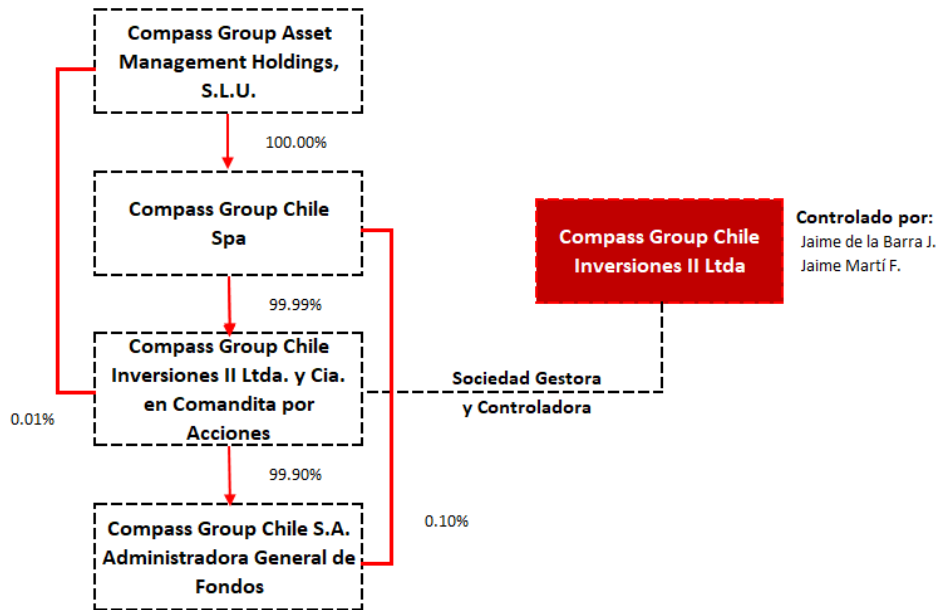 Compass Group Asset
Management Holdings,
S.L.U.
100.00%
Compass Group Chile
Spa
Compass Group Chile
Inversiones II Ltda
Controlado por:
Jaime de la Barra J.
Jaime Martí F.
99.99%
Compass Group Chile
Inversiones II Ltda. y Cia.
en Comandita por
Acciones
Sociedad Gestora
y Controladora
0.01%
99.90%
Compass Group Chile S.A.
Administradora General de
Fondos
0.10%